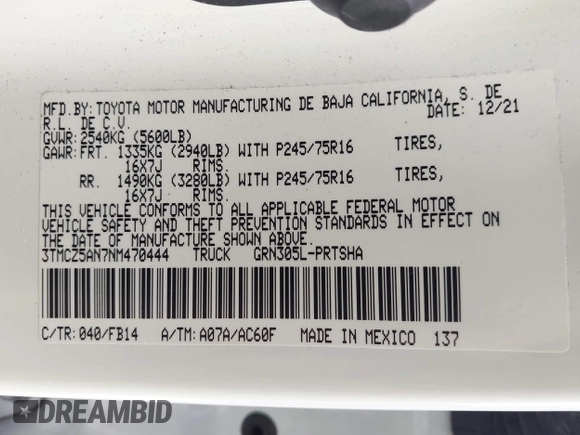 MFD.BY:TOYOTA MOTOR MANUFACTURING DE BAJA CALIFORNIA, S. DE
R.L. DE C.V. DATE: 12/21
GVWR:2540KG (5600LB)
GAWR:FRT. 1335KG (2940LB) WITH P245/75R16 TIRES,
16X7J RIMS.
RR. 1490KG (3280LB) WITH P245/75R16 TIRES,
16X7J RIMS.
THIS VEHICLE CONFORMS TO ALL APPLICABLE FEDERAL MOTOR
VEHICLE SAFETY AND THEFT PREVENTION STANDARDS IN EFFECT ON
THE DATE OF MANUFACTURE SHOWN ABOVE.
3TMCZ5AN7NM470444 TRUCK GRN305L-PRTSHA
C/TR:040/FB14 A/TM:A07A/AC60F MADE IN MEXICO 137
DREAMBID